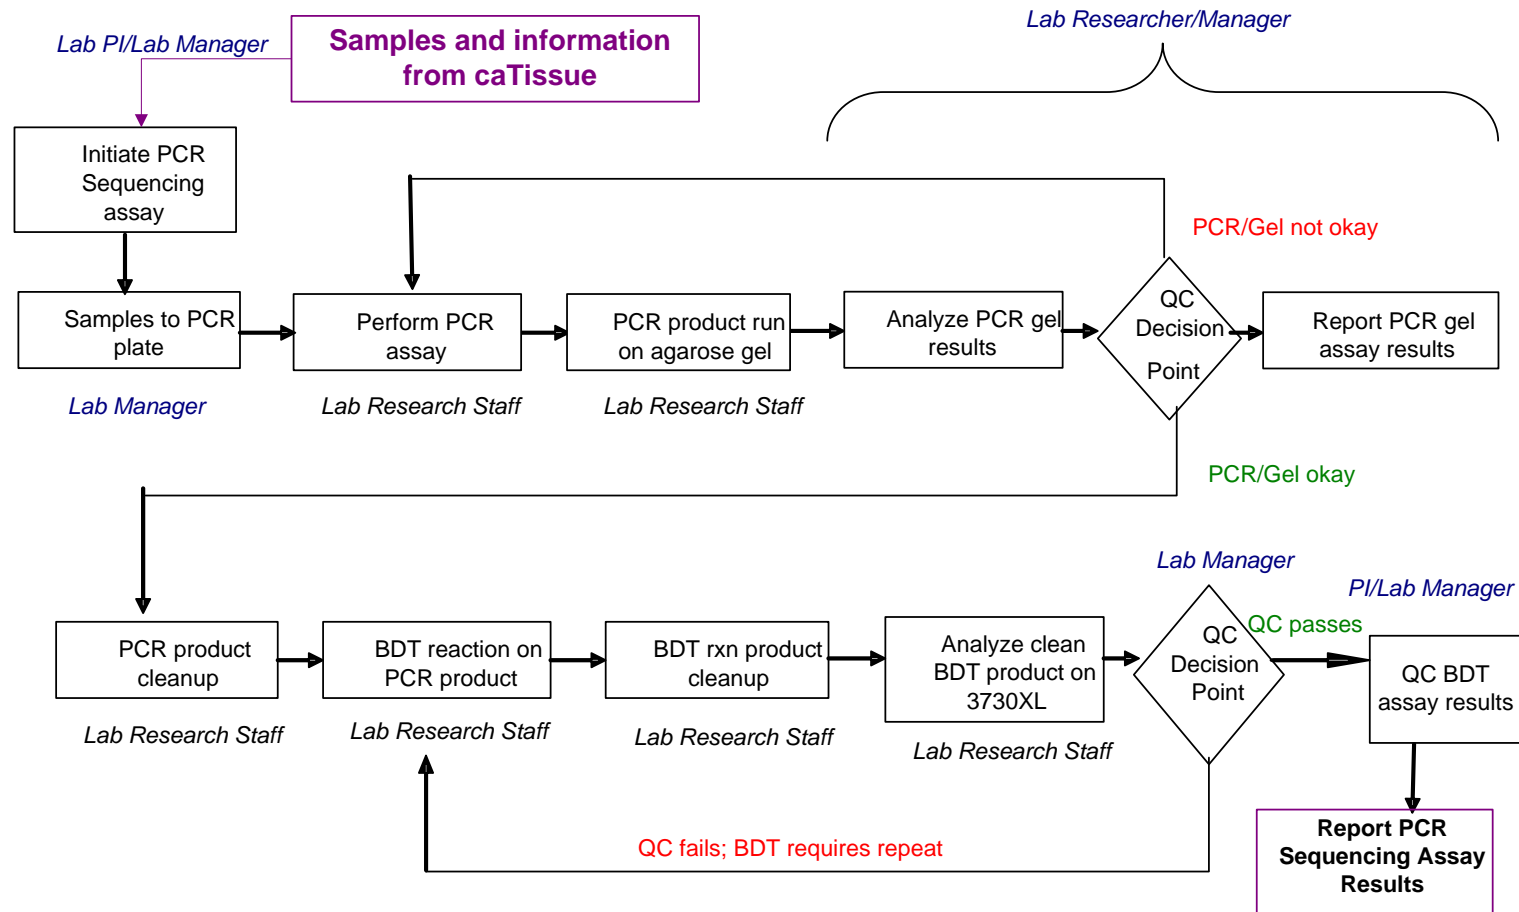 Lab Researcher/Manager
Lab PI/Lab Manager
Samples and information
from caTissue
Initiate PCR
Sequencing
assay
PCR/Gel not okay
Samples to PCR
plate
Perform PCR
assay
PCR product run
on agarose gel
Analyze PCR gel
results
QC
Decision
Point
Report PCR gel
assay results
Lab Manager
Lab Research Staff
Lab Research Staff
PCR/Gel okay
Lab Manager
PI/Lab Manager
QC passes
PCR product
cleanup
BDT reaction on
PCR product
BDT rxn product
cleanup
Analyze clean
BDT product on
3730XL
QC
Decision
Point
QC BDT
assay results
Lab Research Staff
Lab Research Staff
Lab Research Staff
Lab Research Staff
QC fails; BDT requires repeat
Report PCR
Sequencing Assay
Results